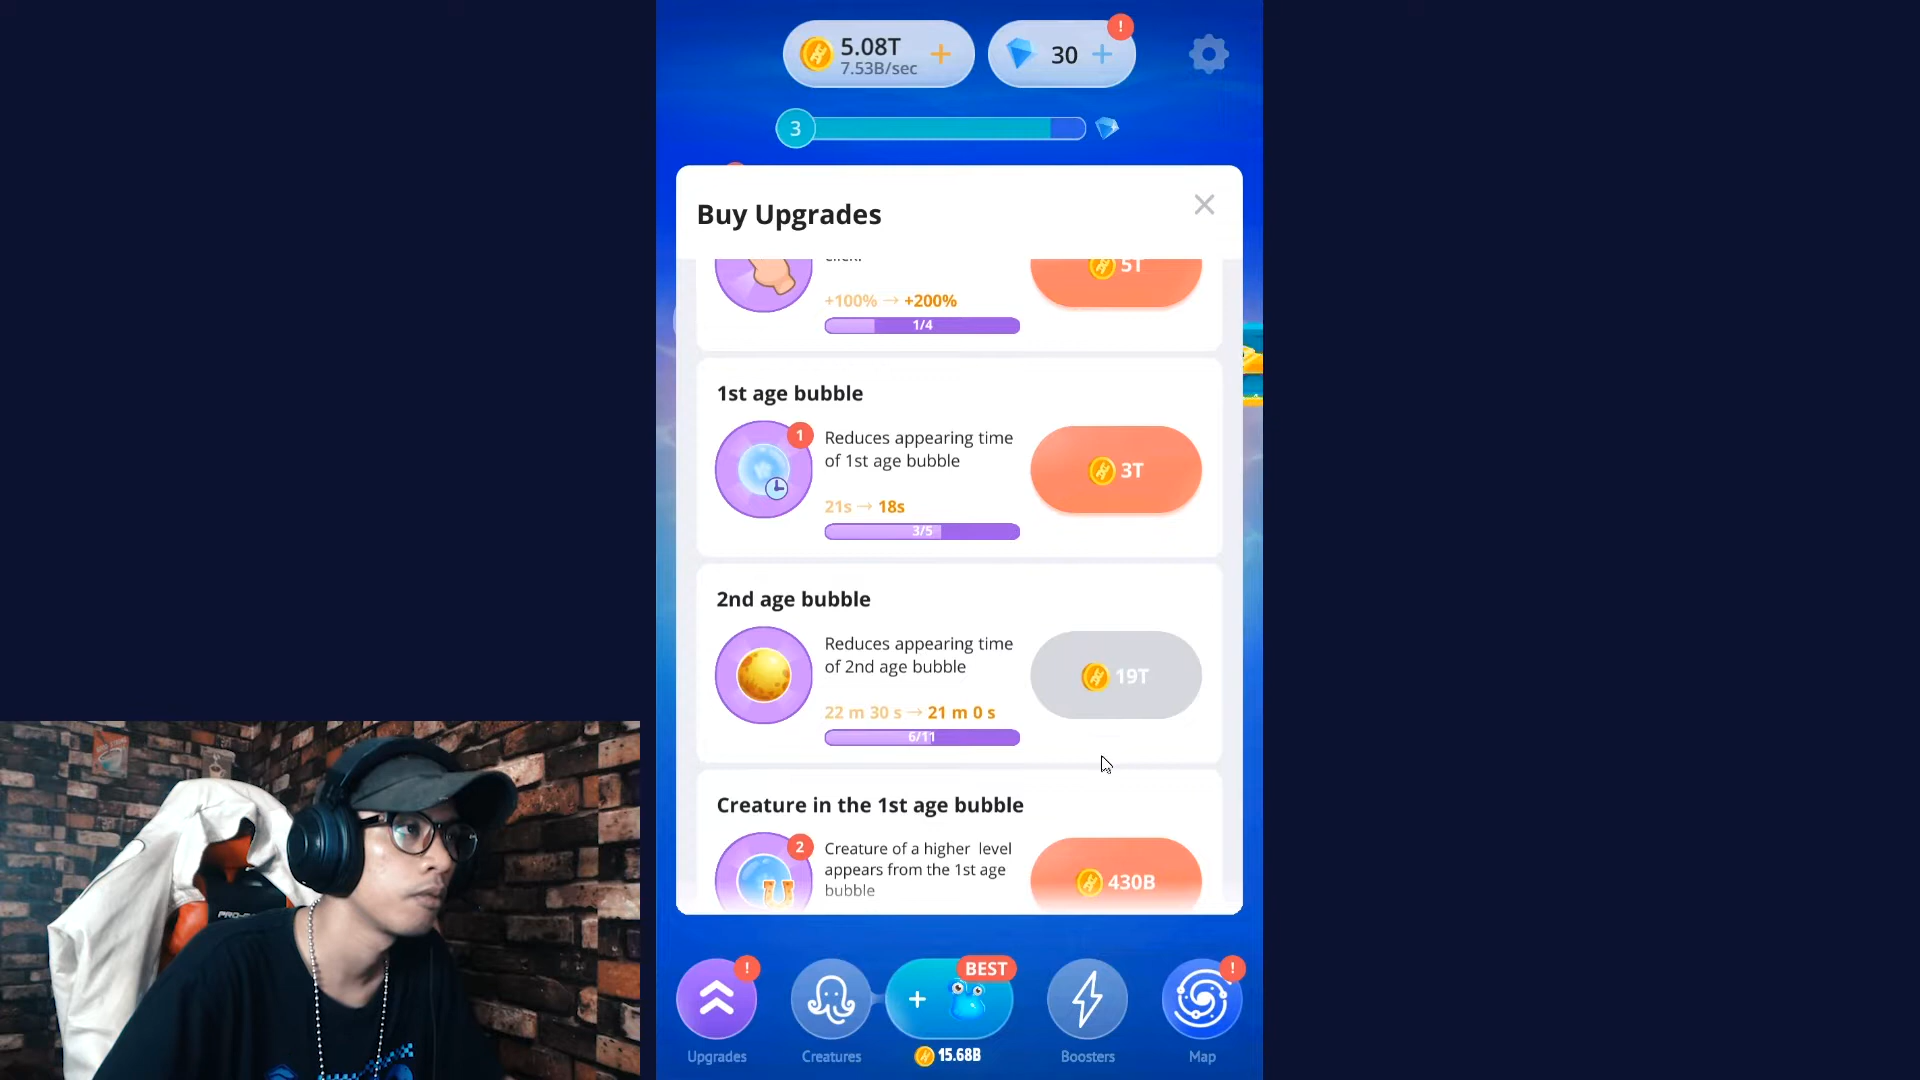 5.08T
7.53B/sec
30
!
3
Buy Upgrades
5T
+100% → +200%
1/4
1st age bubble
1
Reduces appearing time
of 1st age bubble
3T
21s → 18s
3/5
2nd age bubble
Reduces appearing time
of 2nd age bubble
19T
22 m 30 s → 21 m 0 s
6/11
Creature in the 1st age bubble
2
Creature of a higher level
appears from the 1st age
bubble
430B
!
BEST
!
+
Upgrades
Creatures
15.68B
Boosters
Map